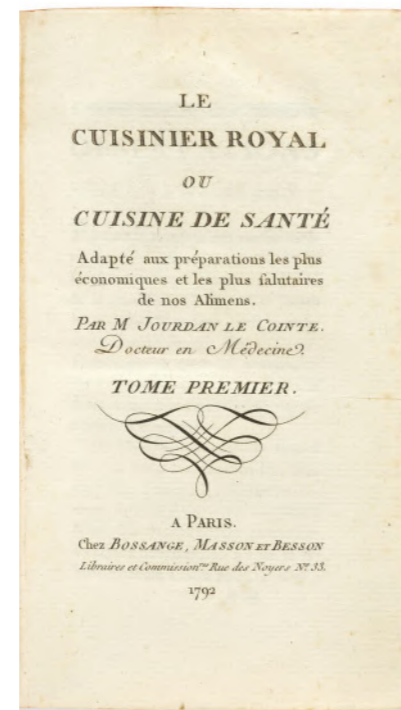 LE
CUISINIER ROYAL
OU
CUISINE DE SANTÉ
Adapté aux préparations les plus
économiques et les plus salutaires
de nos Alimens.
PAR M JOURDAN LE COINTE.
Docteur en Médecine.
TOME PREMIER.
A PARIS.
Chez BOSSANGE, MASSON ET BESSON
Libraires et Commission.res Rue des Noyers N.º 33.
1792